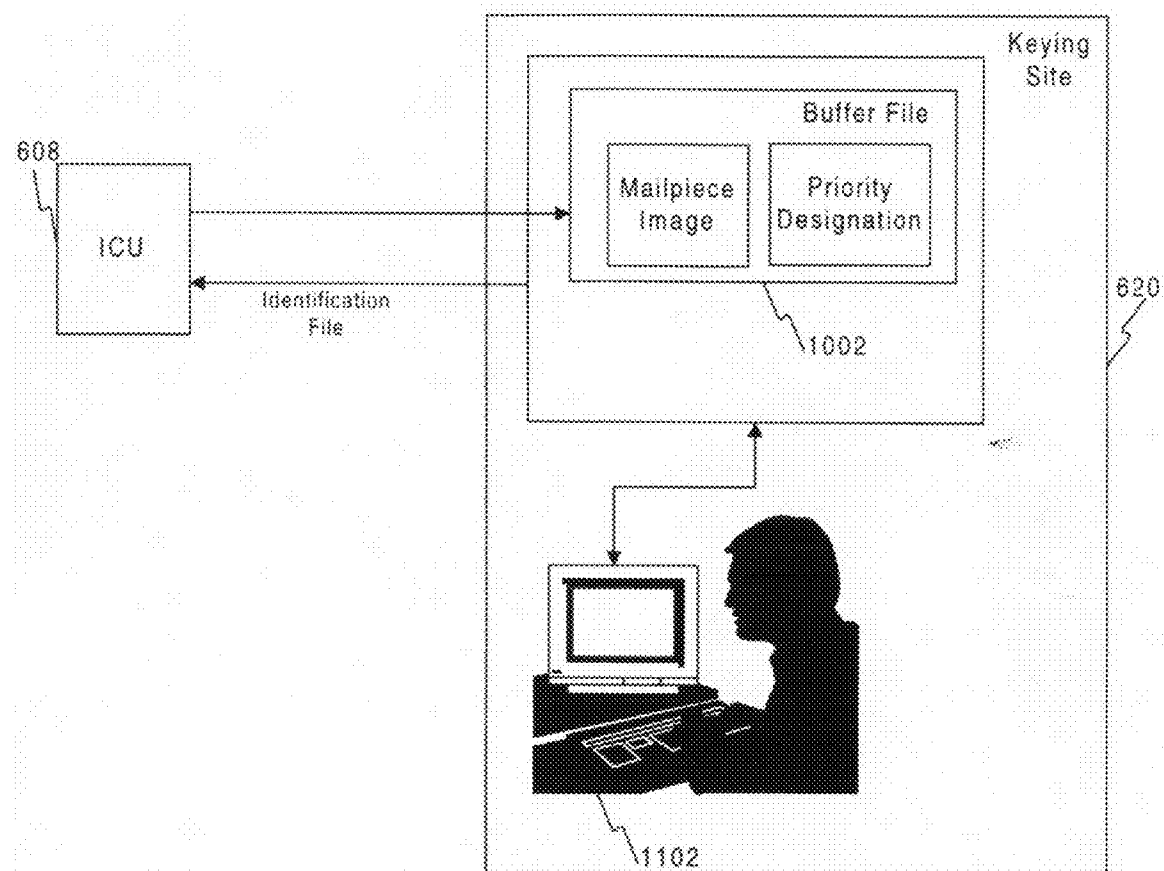 Keying
Site
Buffer File
608
Mailpiece
Image
Priority
Designation
ICU
Identification
File
620
1002
1102